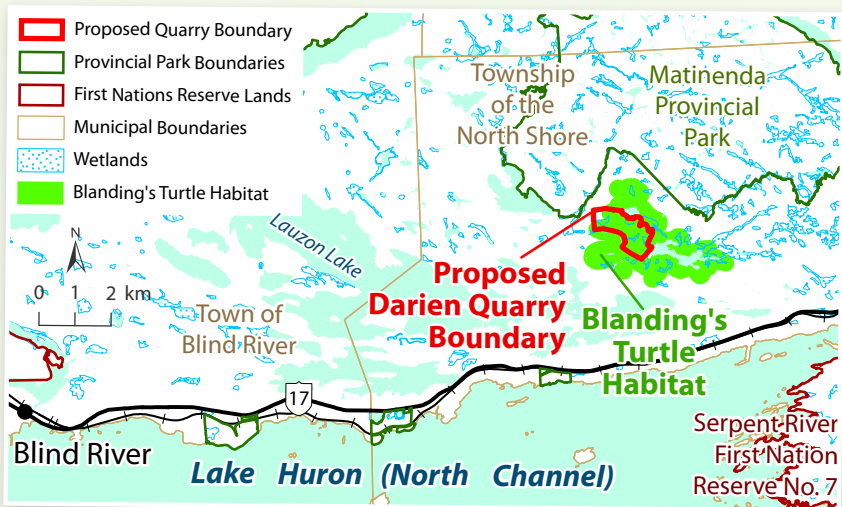 Proposed Quarry Boundary
Provincial Park Boundaries
First Nations Reserve Lands
Municipal Boundaries
Wetlands
Blanding's Turtle Habitat
Township
of the
North Shore
Matinenda
Provincial
Park
Lauzon Lake
N
0 1 2 km
Town of
Blind River
Proposed
Darien Quarry
Boundary
Blanding's
Turtle
Habitat
17
Blind River
Lake Huron (North Channel)
Serpent River
First Nation
Reserve No. 7